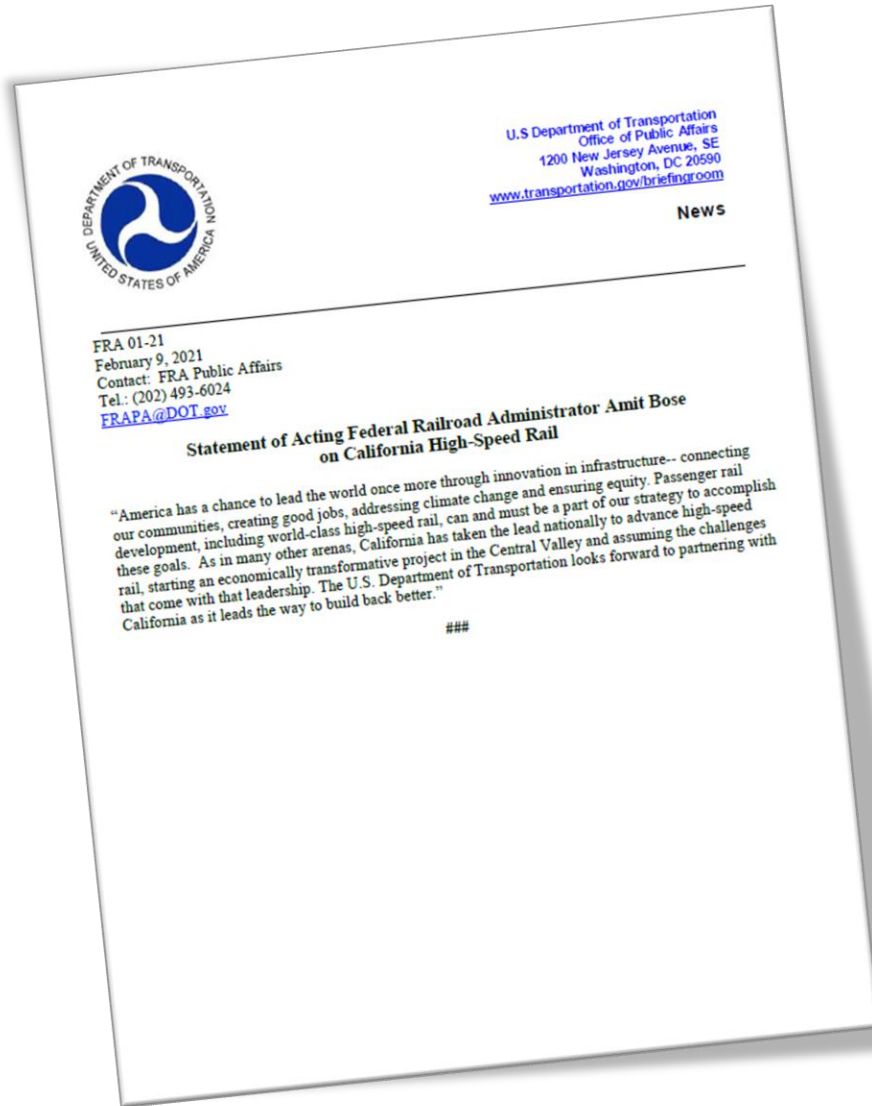 DEPARTMENT OF TRANSPORTATION
UNITED STATES OF AMERICA
U.S Department of Transportation
Office of Public Affairs
1200 New Jersey Avenue, SE
Washington, DC 20590
www.transportation.gov/briefingroom
News
FRA 01-21
February 9, 2021
Contact:  FRA Public Affairs
Tel.: (202) 493-6024
FRAPA@DOT.gov
Statement of Acting Federal Railroad Administrator Amit Bose
on California High-Speed Rail
“America has a chance to lead the world once more through innovation in infrastructure-- connecting
our communities, creating good jobs, addressing climate change and ensuring equity. Passenger rail
development, including world-class high-speed rail, can and must be a part of our strategy to accomplish
these goals.  As in many other arenas, California has taken the lead nationally to advance high-speed
rail, starting an economically transformative project in the Central Valley and assuming the challenges
that come with that leadership. The U.S. Department of Transportation looks forward to partnering with
California as it leads the way to build back better.”
###